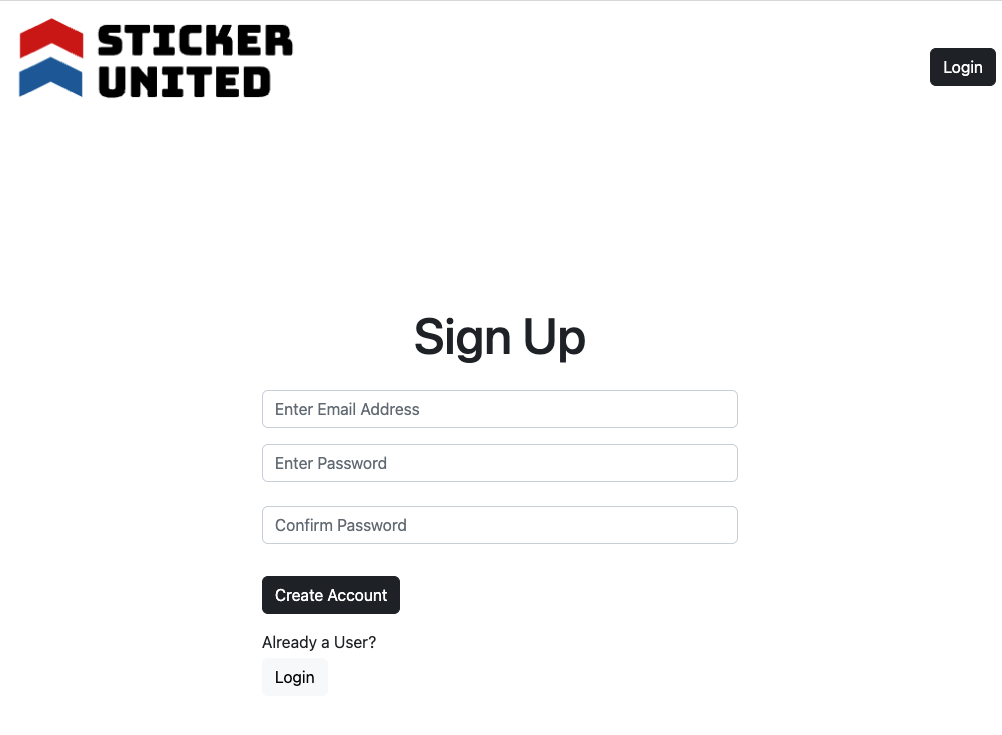 STICKER
UNITED
Login
Sign Up
Enter Email Address
Enter Password
Confirm Password
Create Account
Already a User?
Login